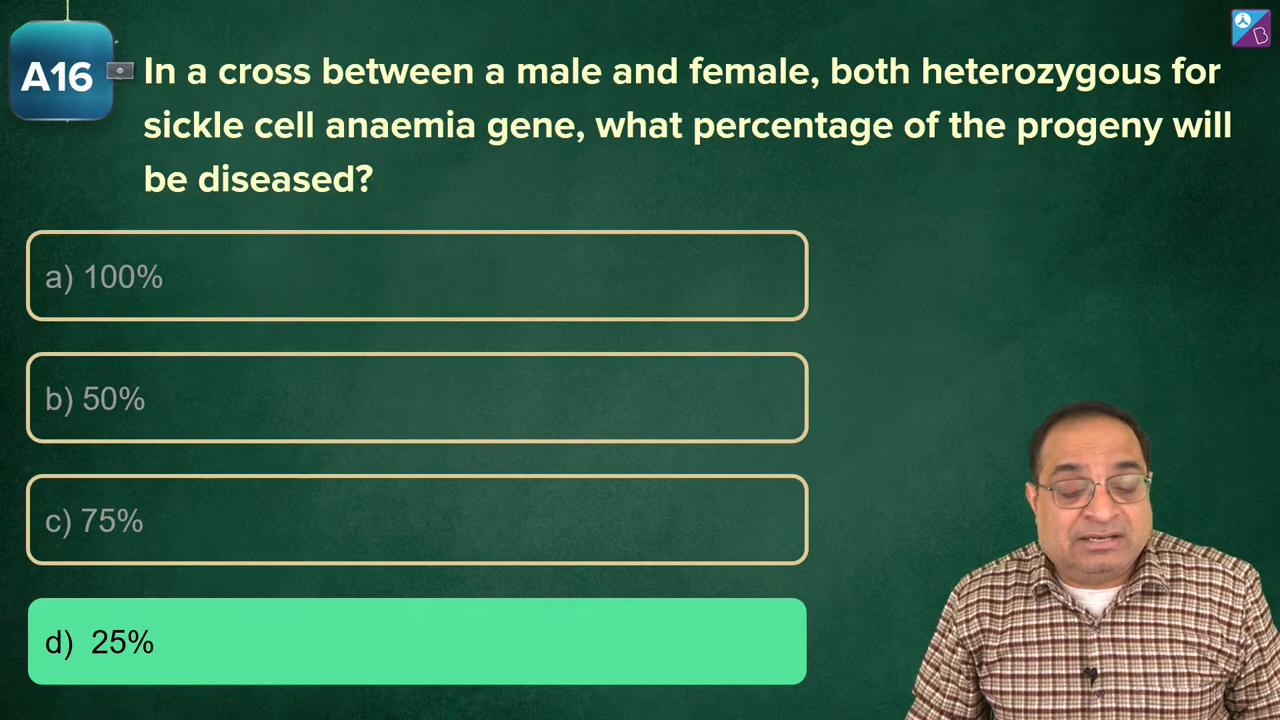 A16
In a cross between a male and female, both heterozygous for
sickle cell anaemia gene, what percentage of the progeny will
be diseased?
a) 100%
b) 50%
c) 75%
d) 25%
B